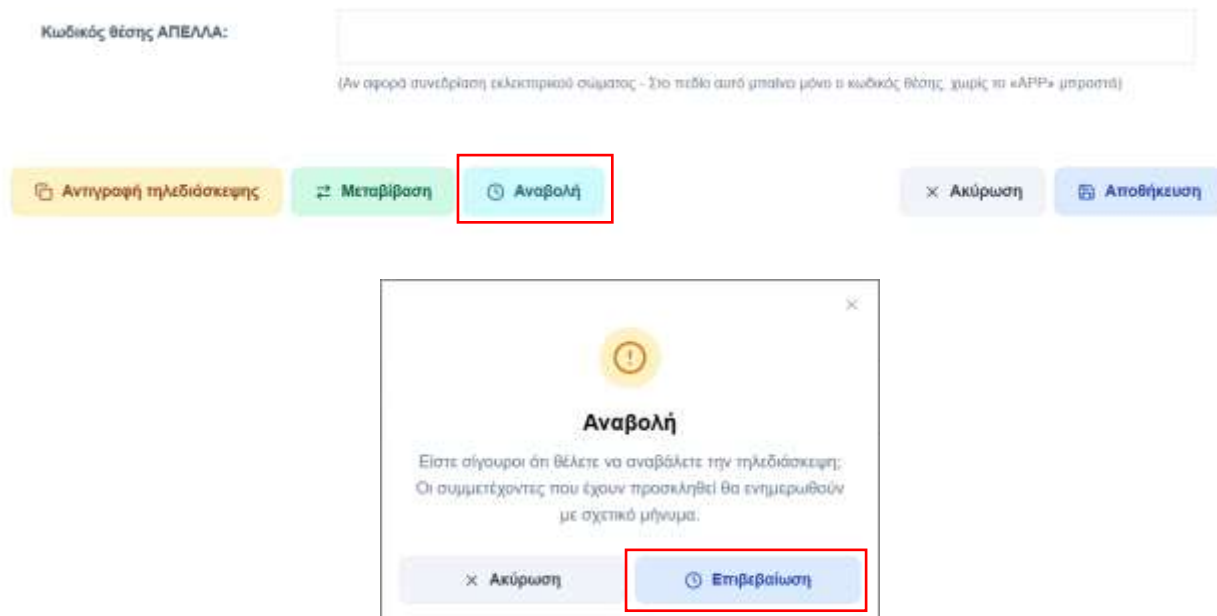 Κωδικός θέσης ΑΠΕΛΛΑ:
(Αν αφορά συνεδρίαση εκλεκτορικού σώματος - Στο πεδίο αυτό μπαίνει μόνο ο κωδικός θέσης, χωρίς το «APP» μπροστά)
Αντιγραφή τηλεδιάσκεψης Μεταβίβαση Αναβολή Ακύρωση Αποθήκευση
Αναβολή
Είστε σίγουροι ότι θέλετε να αναβάλετε την τηλεδιάσκεψη;
Οι συμμετέχοντες που έχουν προσκληθεί θα ενημερωθούν
με σχετικό μήνυμα.
Ακύρωση Επιβεβαίωση